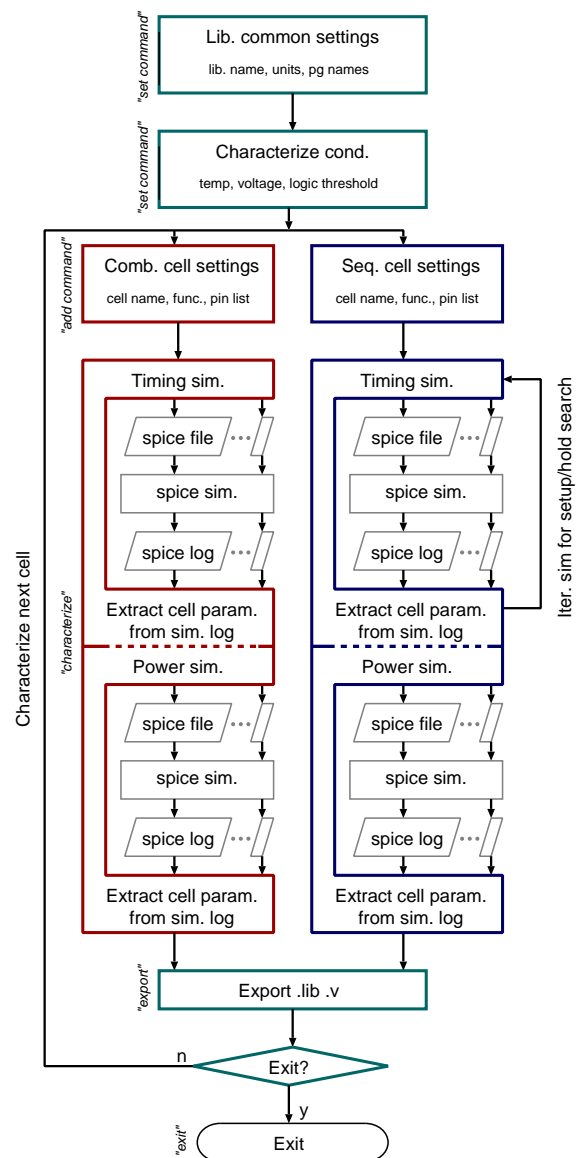 "set command"
Lib. common settings
lib. name, units, pg names
"set command"
Characterize cond.
temp, voltage, logic threshold
"add command"
Comb. cell settings
cell name, func., pin list
Seq. cell settings
cell name, func., pin list
Characterize next cell
"characterize"
Timing sim.
spice file
spice sim.
spice log
Extract cell param.
from sim. log
Power sim.
spice file
spice sim.
spice log
Extract cell param.
from sim. log
Timing sim.
spice file
spice sim.
spice log
Extract cell param.
from sim. log
Power sim.
spice file
spice sim.
spice log
Extract cell param.
from sim. log
Iter. sim for setup/hold search
"export"
Export .lib .v
n
Exit?
y
"exit"
Exit